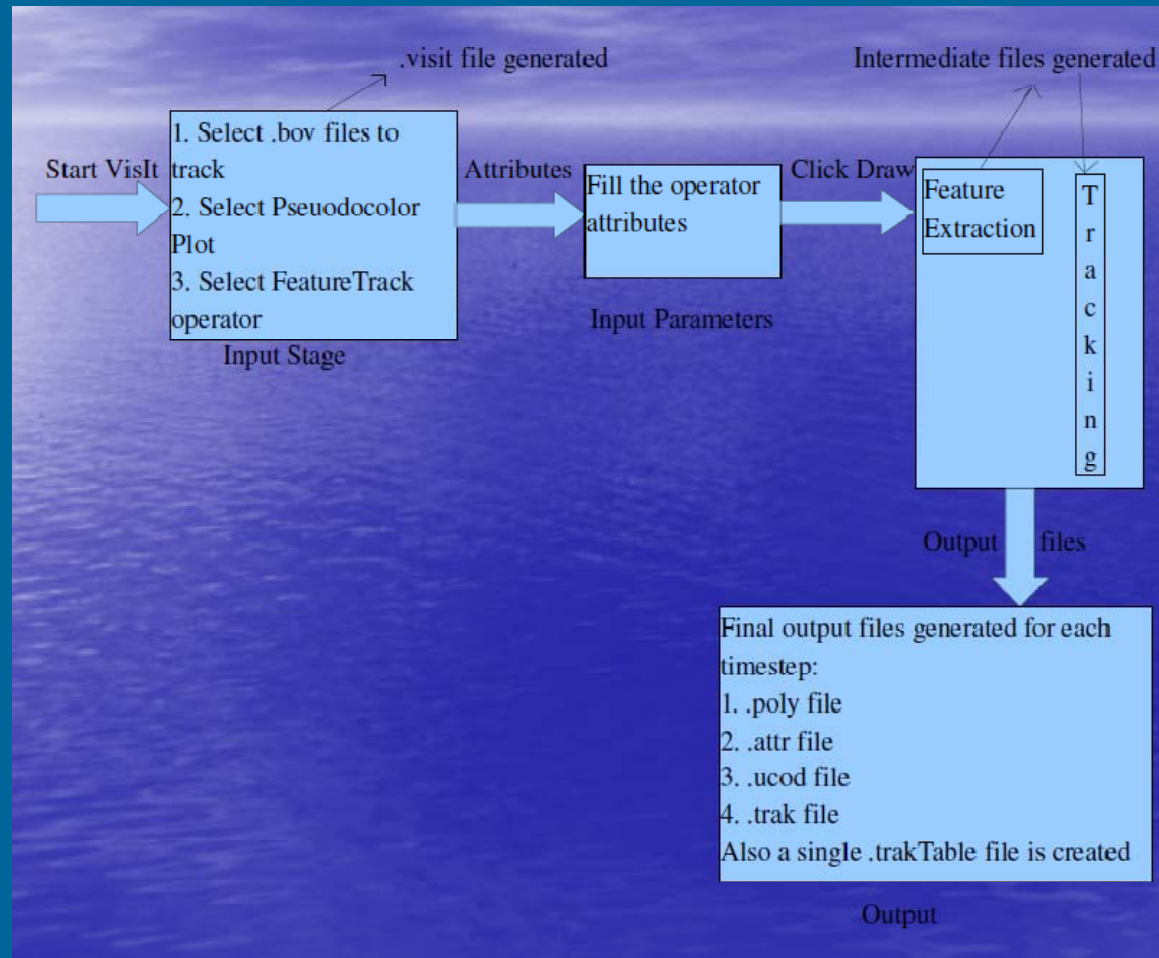 .visit file generated
Intermediate files generated
Start VisIt
1. Select .bov files to
track
2. Select Pseuodocolor
Plot
3. Select FeatureTrack
operator
Input Stage
Attributes
Fill the operator
attributes
Input Parameters
Click Draw
Feature
Extraction
T
r
a
c
k
i
n
g
Output files
Final output files generated for each
timestep:
1. .poly file
2. .attr file
3. .ucod file
4. .trak file
Also a single .trakTable file is created
Output